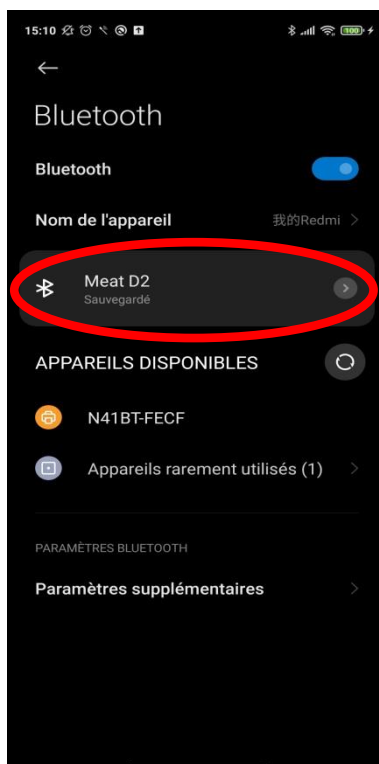 15:10
100
Bluetooth
Bluetooth
Nom de l'appareil 我的Redmi
Meat D2
Sauvegardé
APPAREILS DISPONIBLES
N41BT-FECF
Appareils rarement utilisés (1)
PARAMÈTRES BLUETOOTH
Paramètres supplémentaires